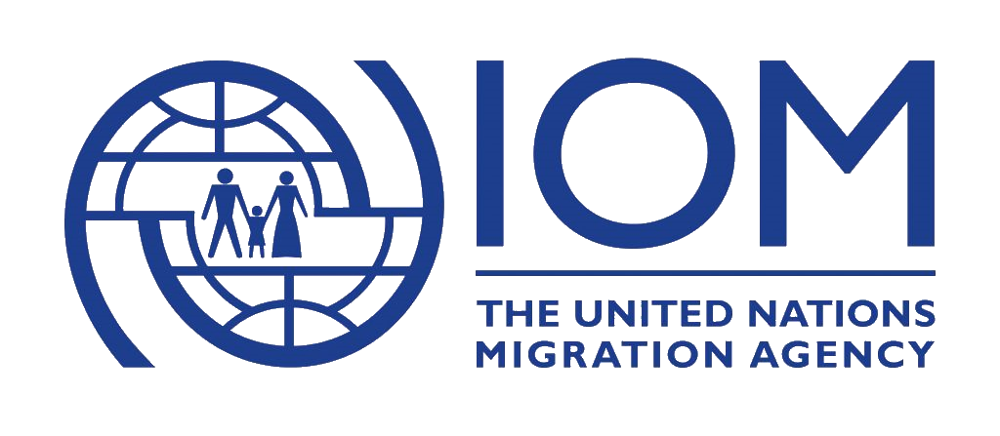 IOM
THE UNITED NATIONS
MIGRATION AGENCY